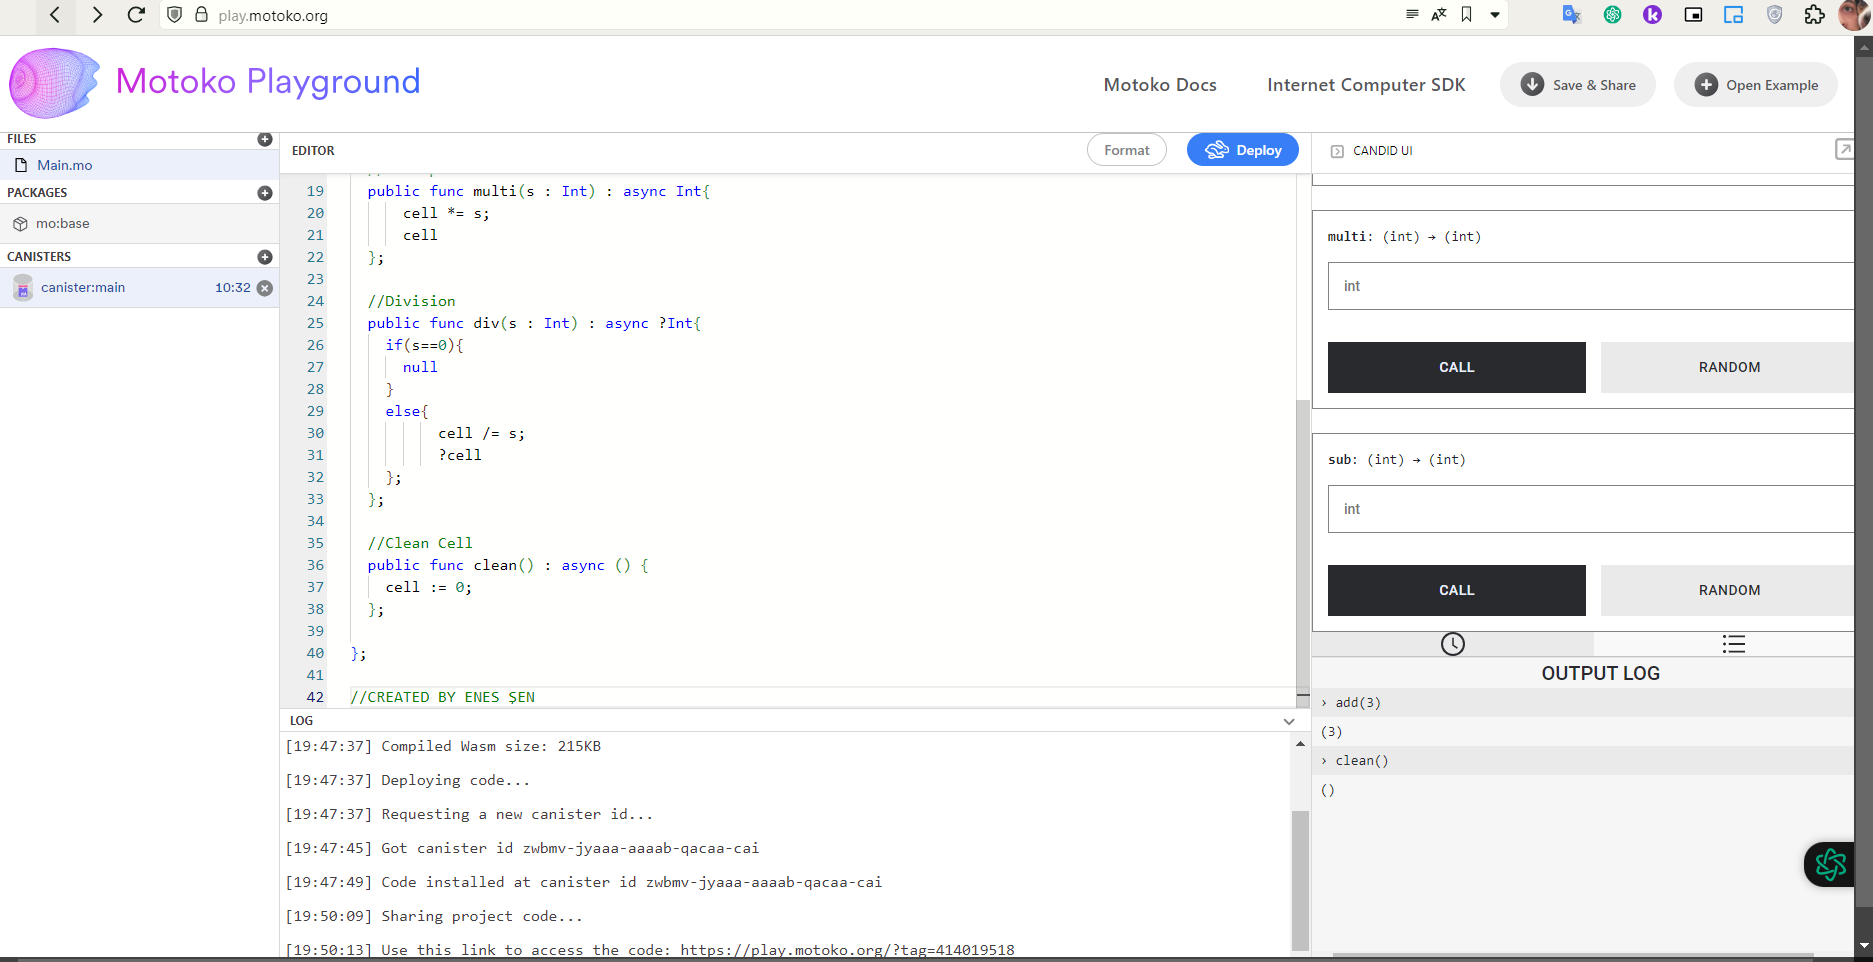 play.motoko.org
Motoko Playground
Motoko Docs
Internet Computer SDK
Save & Share
Open Example
FILES
Main.mo
PACKAGES
mo:base
CANISTERS
canister:main 10:32
EDITOR
Format
Deploy
19 public func multi(s : Int) : async Int{
20 cell *= s;
21 cell
22 };
23
24 //Division
25 public func div(s : Int) : async ?Int{
26 if(s==0){
27 null
28 }
29 else{
30 cell /= s;
31 ?cell
32 };
33 };
34
35 //Clean Cell
36 public func clean() : async () {
37 cell := 0;
38 };
39
40 };
41
42 //CREATED BY ENES ŞEN
LOG
[19:47:37] Compiled Wasm size: 215KB
[19:47:37] Deploying code...
[19:47:37] Requesting a new canister id...
[19:47:45] Got canister id zwbmv-jyaaa-aaaab-qacaa-cai
[19:47:49] Code installed at canister id zwbmv-jyaaa-aaaab-qacaa-cai
[19:50:09] Sharing project code...
[19:50:13] Use this link to access the code: https://play.motoko.org/?tag=414019518
CANDID UI
multi: (int) → (int)
int
CALL
RANDOM
sub: (int) → (int)
int
CALL
RANDOM
OUTPUT LOG
› add(3)
(3)
› clean()
()